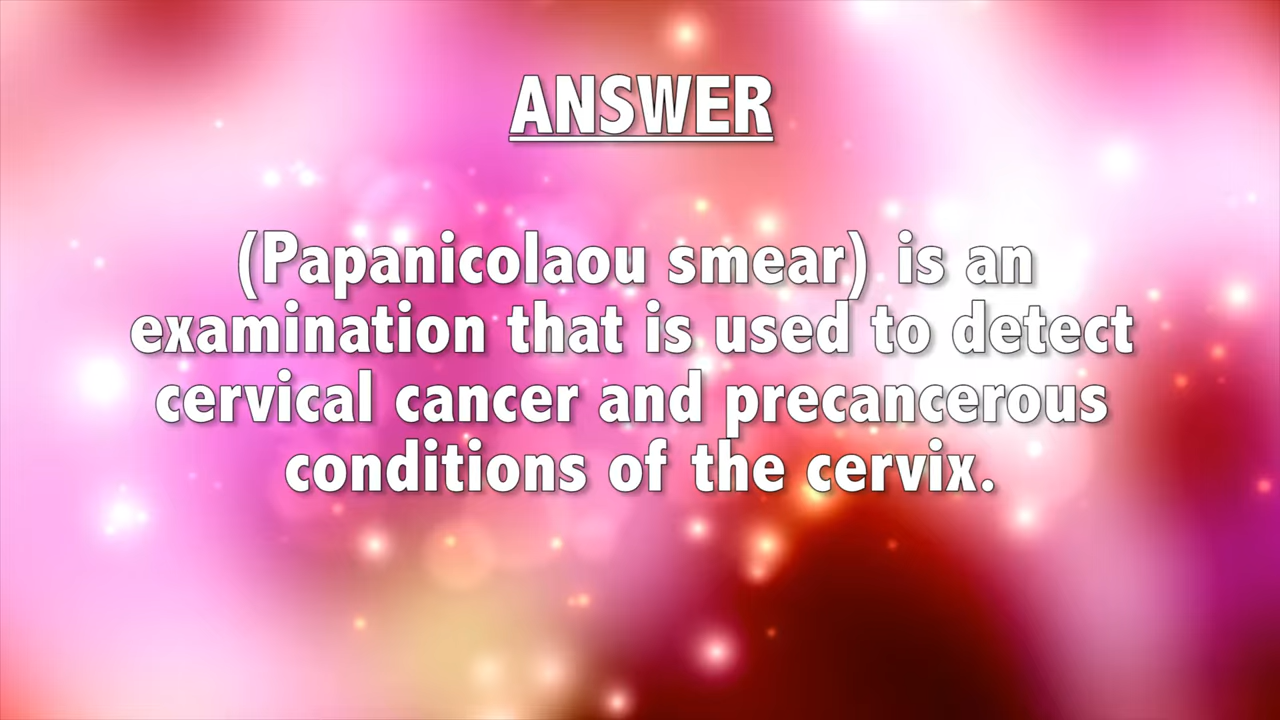 ANSWER
(Papanicolaou smear) is an
examination that is used to detect
cervical cancer and precancerous
conditions of the cervix.